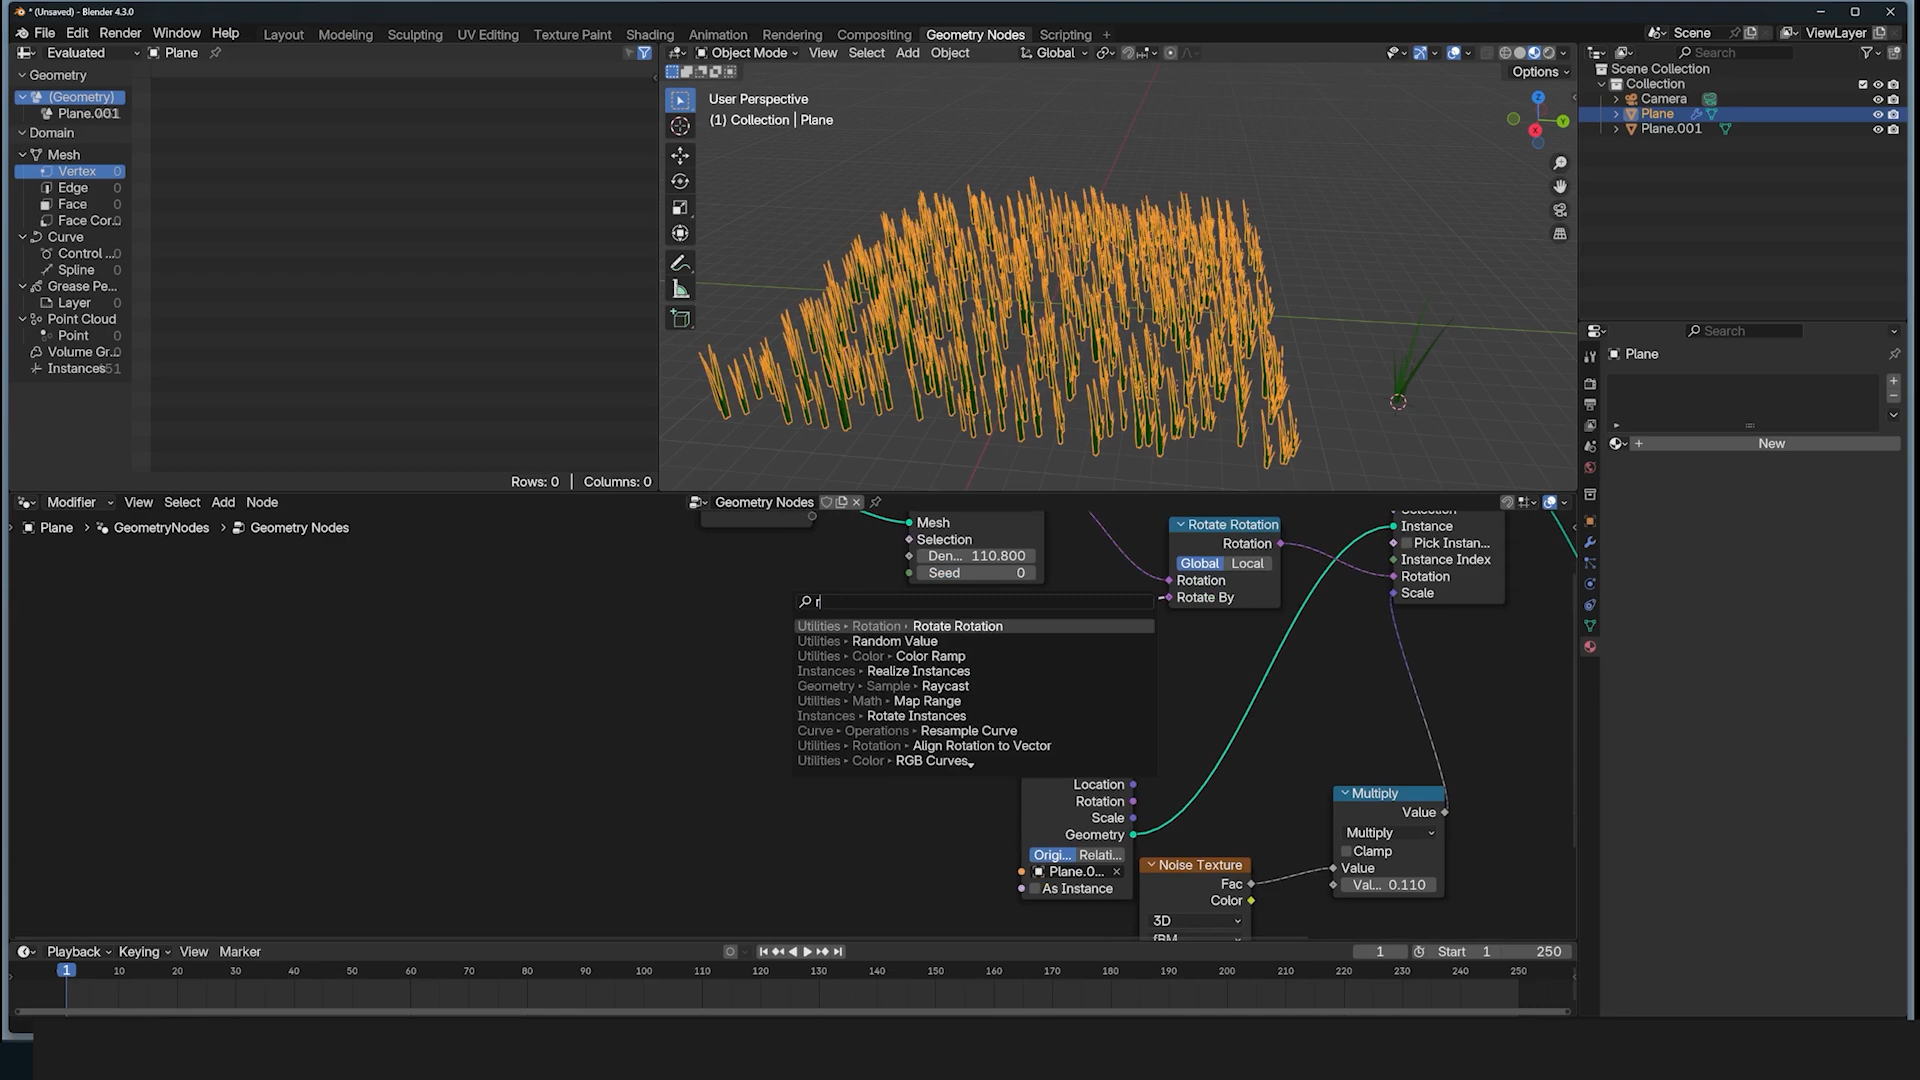 * (Unsaved) - Blender 4.3.0
File Edit Render Window Help Layout Modeling Sculpting UV Editing Texture Paint Shading Animation Rendering Compositing Geometry Nodes Scripting +
Scene
ViewLayer
Evaluated Plane
Geometry
(Geometry)
Plane.001
Domain
Mesh
Vertex 0
Edge 0
Face 0
Face Cor... 0
Curve
Control ... 0
Spline 0
Grease Pe...
Layer 0
Point Cloud
Point 0
Volume Gr... 0
Instances
Rows: 0 | Columns: 0
Object Mode View Select Add Object Global
Options
User Perspective
(1) Collection | Plane
Z
Y
X
Search
Scene Collection
Collection
Camera
Plane
Plane.001
Search
Plane
+
−
+ New
Modifier View Select Add Node Geometry Nodes
Plane > GeometryNodes > Geometry Nodes
Mesh
Selection
Den... 110.800
Seed 0
Rotate Rotation
Rotation
Global Local
Rotation
Rotate By
Selection
Instance
Pick Instan...
Instance Index
Rotation
Scale
r
Utilities ▸ Rotation ▸ Rotate Rotation
Utilities ▸ Random Value
Utilities ▸ Color ▸ Color Ramp
Instances ▸ Realize Instances
Geometry ▸ Sample ▸ Raycast
Utilities ▸ Math ▸ Map Range
Instances ▸ Rotate Instances
Curve ▸ Operations ▸ Resample Curve
Utilities ▸ Rotation ▸ Align Rotation to Vector
Utilities ▸ Color ▸ RGB Curves
Location
Rotation
Scale
Geometry
Origi... Relati...
Plane.0...
As Instance
Noise Texture
Fac
Color
3D
fBM
Multiply
Value
Multiply
Clamp
Value
Val... 0.110
Playback Keying View Marker
1 Start 1 250
1 10 20 30 40 50 60 70 80 90 100 110 120 130 140 150 160 170 180 190 200 210 220 230 240 250